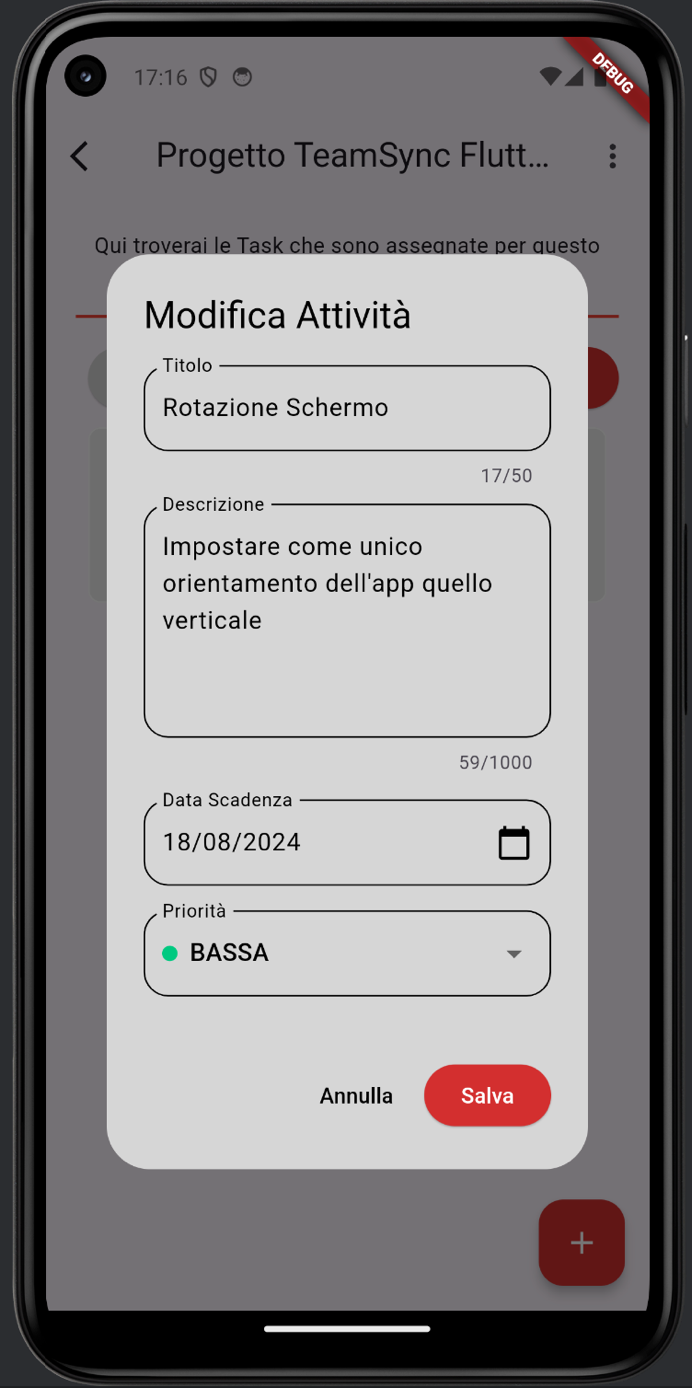 17:16
DEBUG
Progetto TeamSync Flutt...
Qui troverai le Task che sono assegnate per questo
Modifica Attività
Titolo
Rotazione Schermo
17/50
Descrizione
Impostare come unico
orientamento dell'app quello
verticale
59/1000
Data Scadenza
18/08/2024
Priorità
BASSA
Annulla
Salva